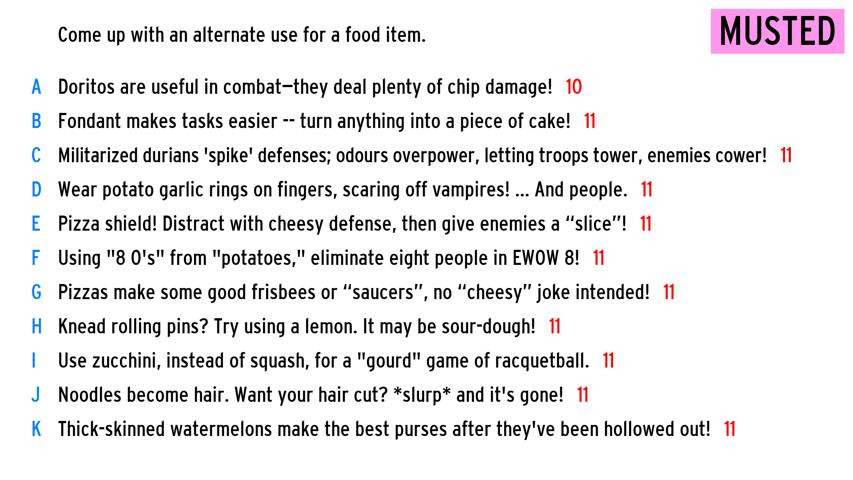 Come up with an alternate use for a food item.
MUSTED
A Doritos are useful in combat—they deal plenty of chip damage! 10
B Fondant makes tasks easier -- turn anything into a piece of cake! 11
C Militarized durians 'spike' defenses; odours overpower, letting troops tower, enemies cower! 11
D Wear potato garlic rings on fingers, scaring off vampires! ... And people. 11
E Pizza shield! Distract with cheesy defense, then give enemies a “slice”! 11
F Using "8 O's" from "potatoes," eliminate eight people in EWOW 8! 11
G Pizzas make some good frisbees or “saucers”, no “cheesy” joke intended! 11
H Knead rolling pins? Try using a lemon. It may be sour-dough! 11
I Use zucchini, instead of squash, for a "gourd" game of racquetball. 11
J Noodles become hair. Want your hair cut? *slurp* and it's gone! 11
K Thick-skinned watermelons make the best purses after they've been hollowed out! 11